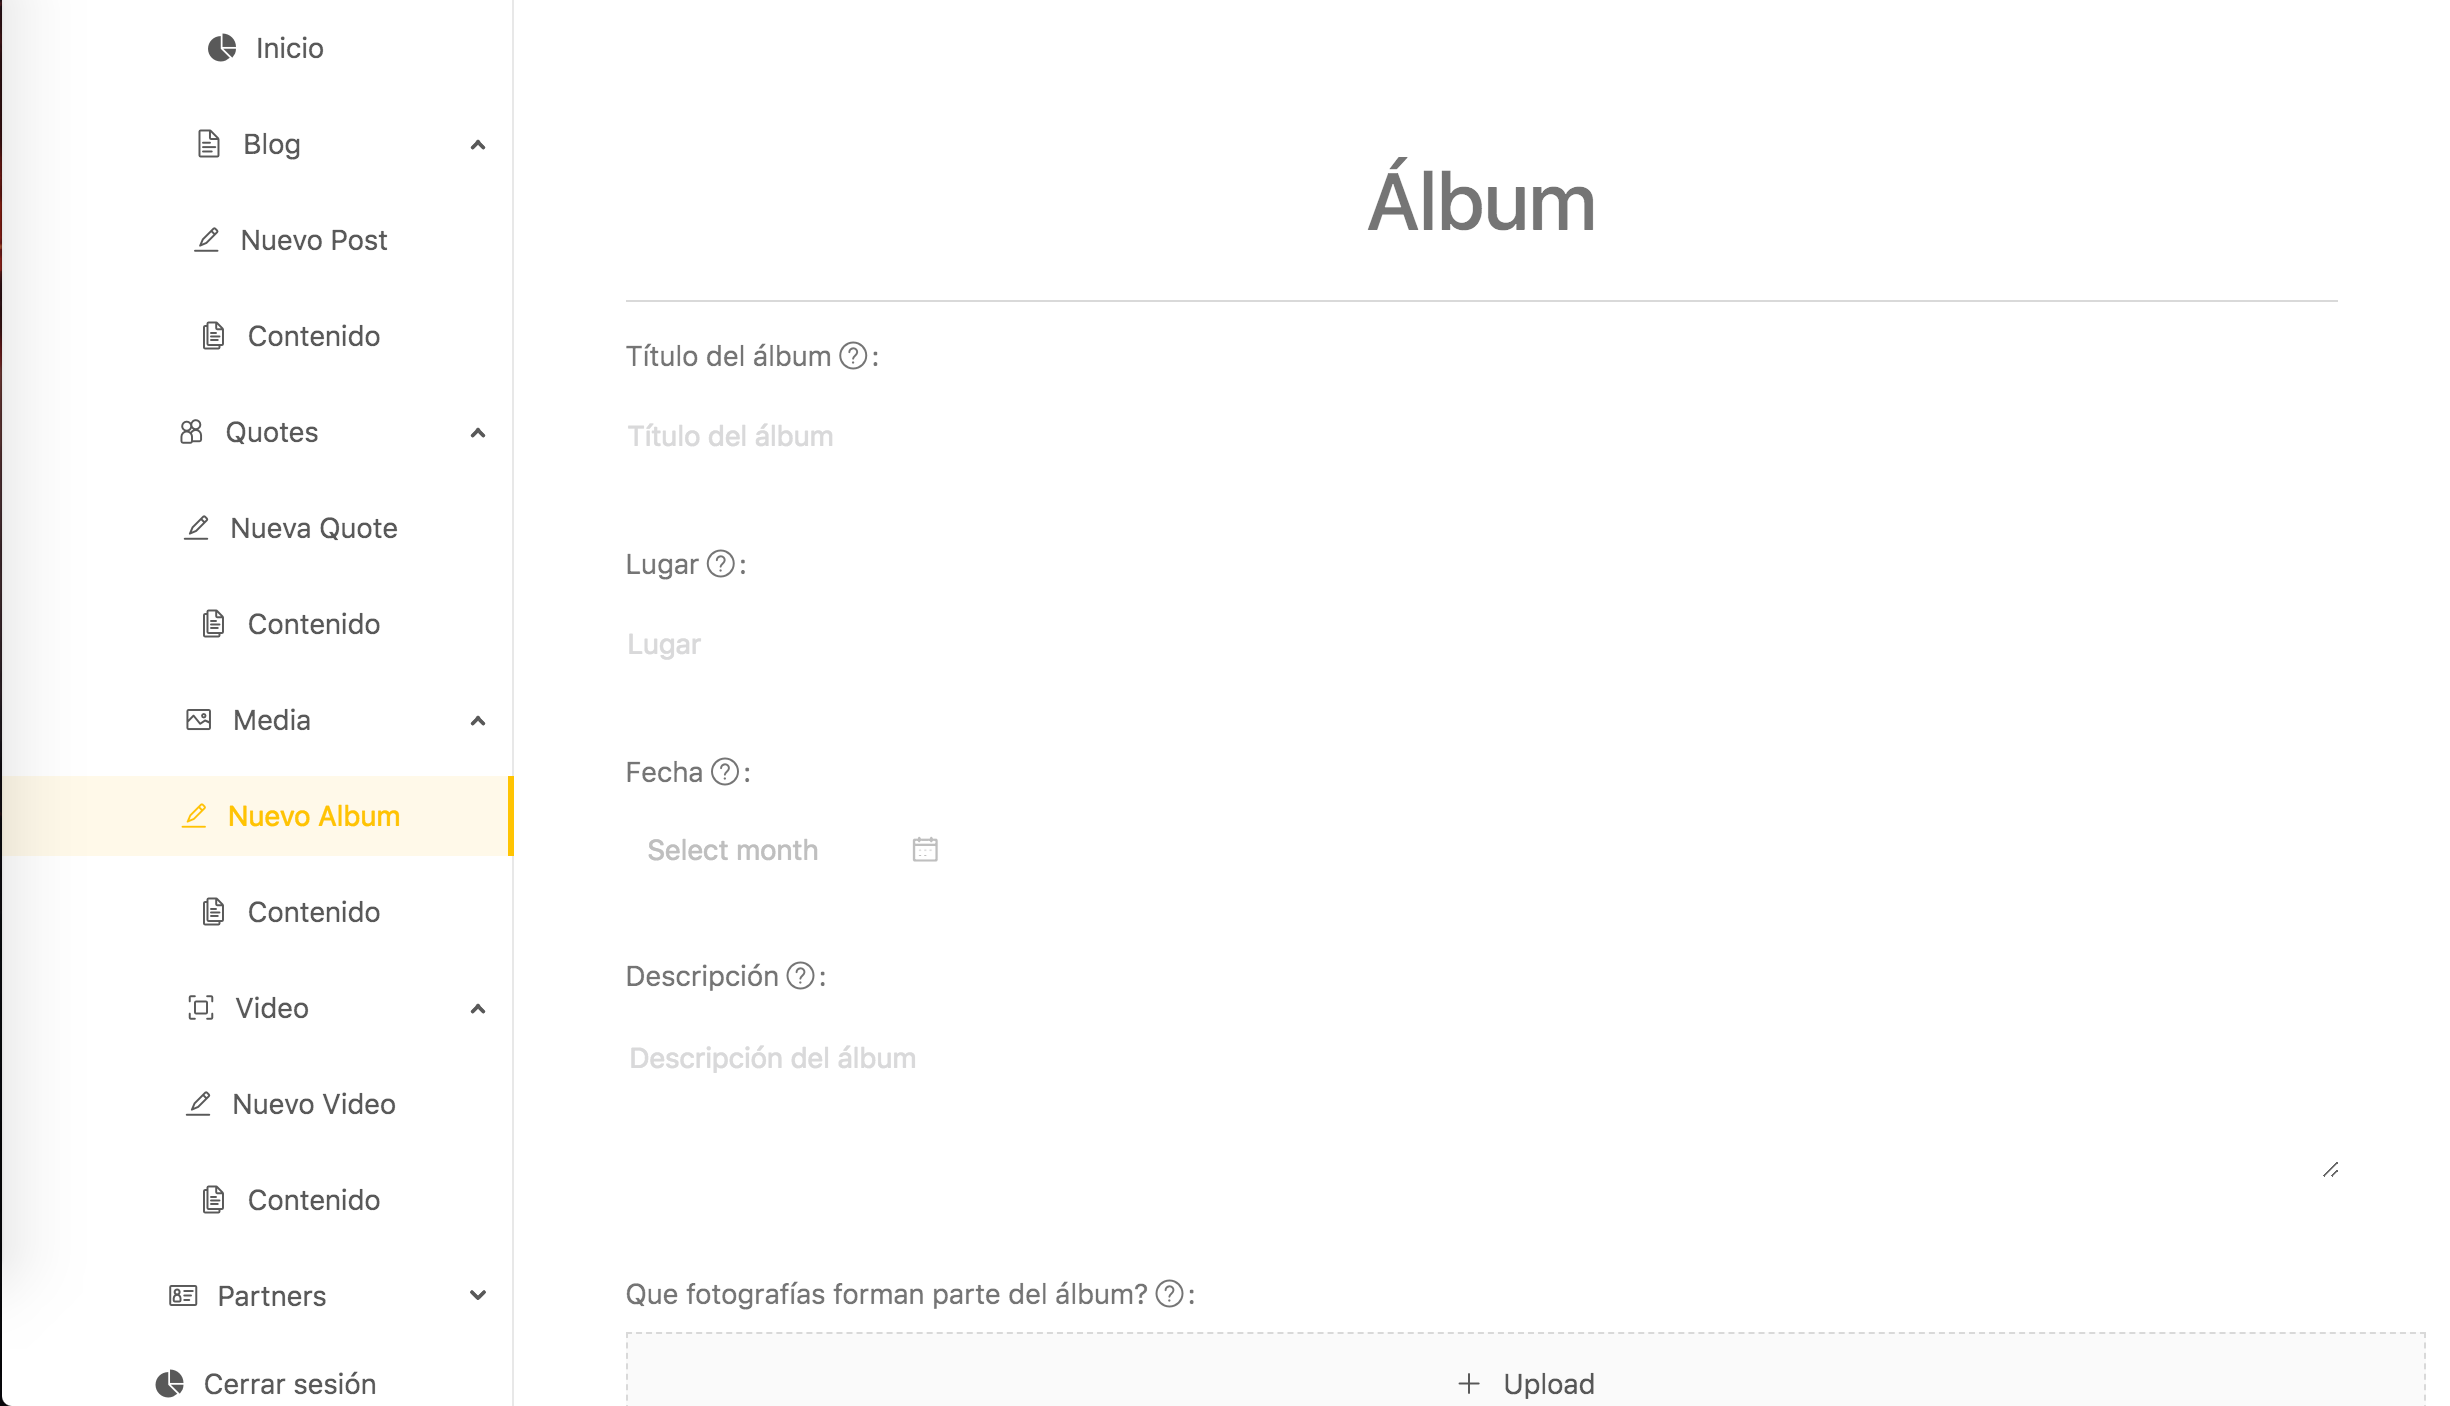 Inicio
Blog
Nuevo Post
Contenido
Quotes
Nueva Quote
Contenido
Media
Nuevo Album
Contenido
Video
Nuevo Video
Contenido
Partners
Cerrar sesión
Álbum
Título del álbum ? :
Título del álbum
Lugar ? :
Lugar
Fecha ? :
Select month
Descripción ? :
Descripción del álbum
Que fotografías forman parte del álbum? ? :
+ Upload